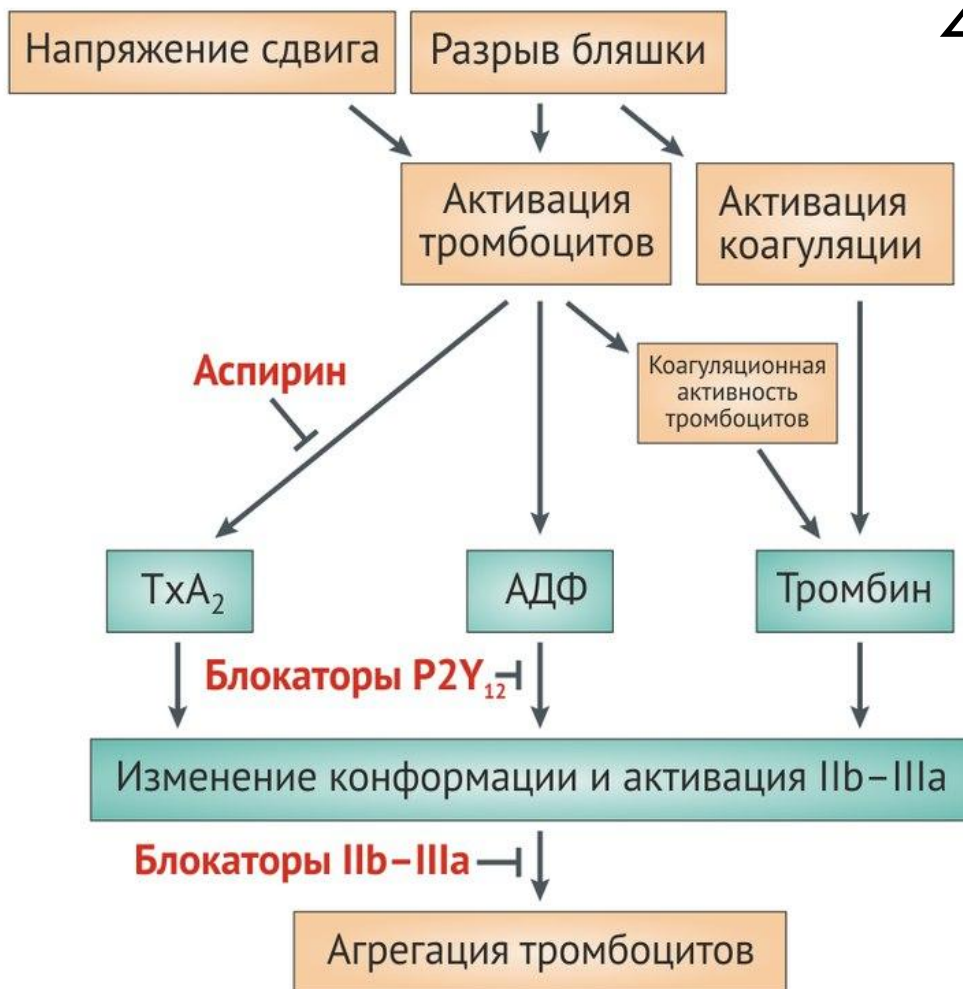 Напряжение сдвига
Разрыв бляшки
Активация
тромбоцитов
Активация
коагуляции
Аспирин
Коагуляционная
активность
тромбоцитов
TxA₂
АДФ
Тромбин
Блокаторы P2Y₁₂
Изменение конформации и активация IIb–IIIa
Блокаторы IIb–IIIa
Агрегация тромбоцитов